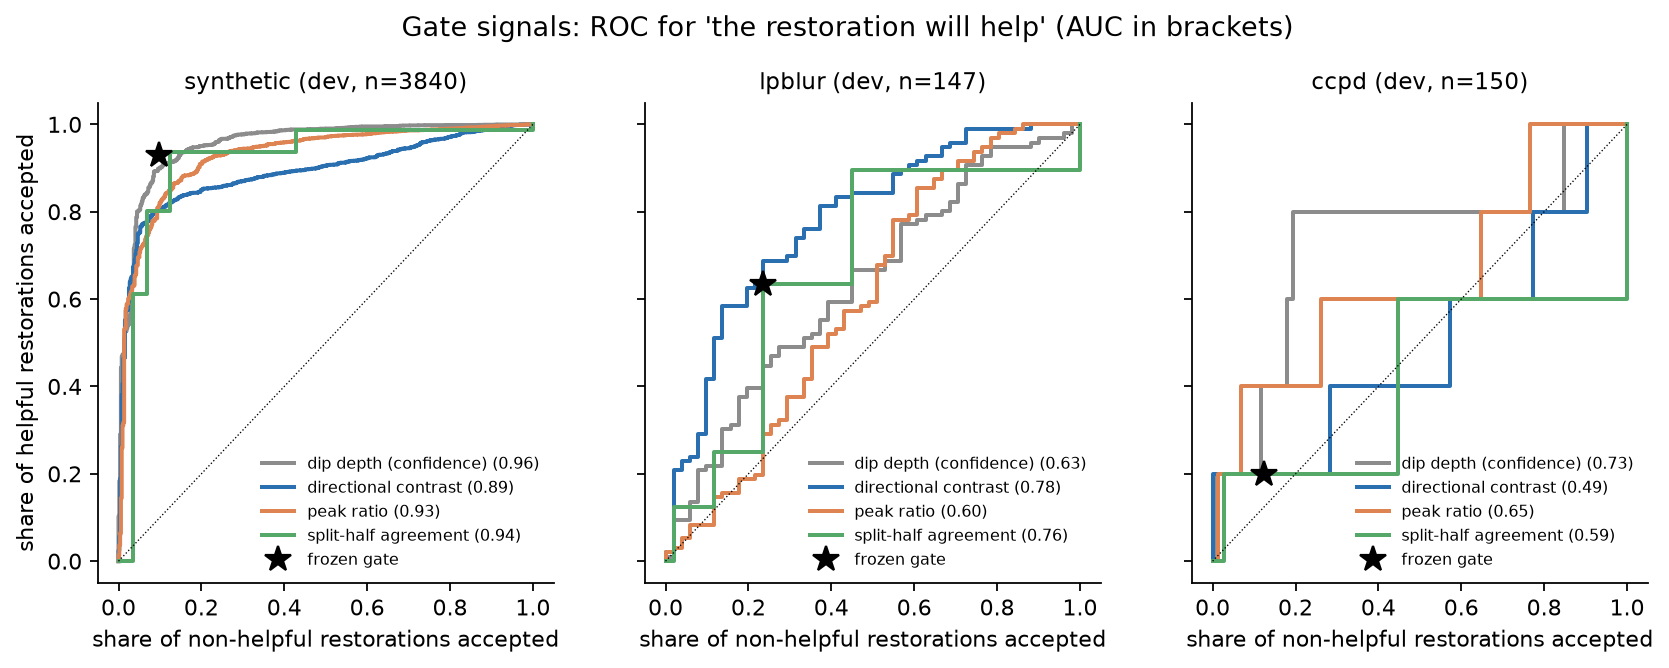 Gate signals: ROC for 'the restoration will help' (AUC in brackets)
synthetic (dev, n=3840)
share of helpful restorations accepted
1.0
0.8
0.6
0.4
0.2
0.0
dip depth (confidence) (0.96)
directional contrast (0.89)
peak ratio (0.93)
split-half agreement (0.94)
frozen gate
0.0 0.2 0.4 0.6 0.8 1.0
share of non-helpful restorations accepted
lpblur (dev, n=147)
dip depth (confidence) (0.63)
directional contrast (0.78)
peak ratio (0.60)
split-half agreement (0.76)
frozen gate
0.0 0.2 0.4 0.6 0.8 1.0
share of non-helpful restorations accepted
ccpd (dev, n=150)
dip depth (confidence) (0.73)
directional contrast (0.49)
peak ratio (0.65)
split-half agreement (0.59)
frozen gate
0.0 0.2 0.4 0.6 0.8 1.0
share of non-helpful restorations accepted